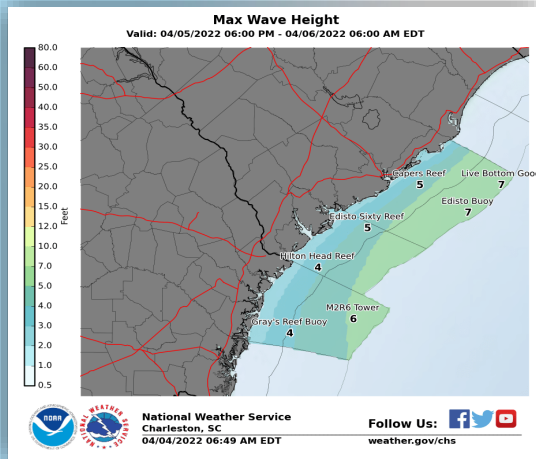 Max Wave Height
Valid: 04/05/2022 06:00 PM - 04/06/2022 06:00 AM EDT
80.0
60.0
50.0
40.0
35.0
30.0
25.0
20.0
15.0
12.0
10.0
7.0
5.0
4.0
3.0
2.0
1.0
0.5
Feet
Capers Reef
5
Live Bottom Goo
7
Edisto Buoy
7
Edisto Sixty Reef
5
Hilton Head Reef
4
M2R6 Tower
6
Gray's Reef Buoy
4
NOAA
NATIONAL WEATHER SERVICE
National Weather Service
Charleston, SC
04/04/2022 06:49 AM EDT
Follow Us:
weather.gov/chs